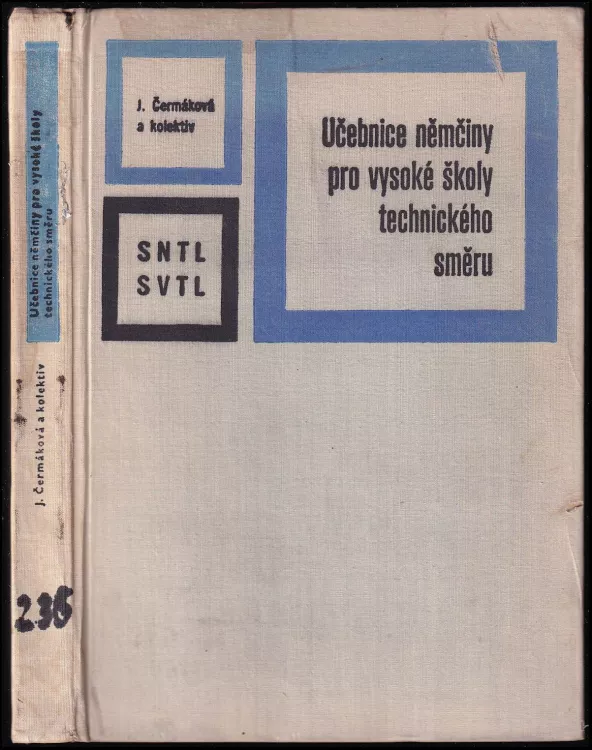 J. Čermáková
a kolektiv
Učebnice němčiny
pro vysoké školy
technického
směru
SNTL
SVTL
Učebnice němčiny pro vysoké školy
technického směru
J. Čermáková a kolektiv
236